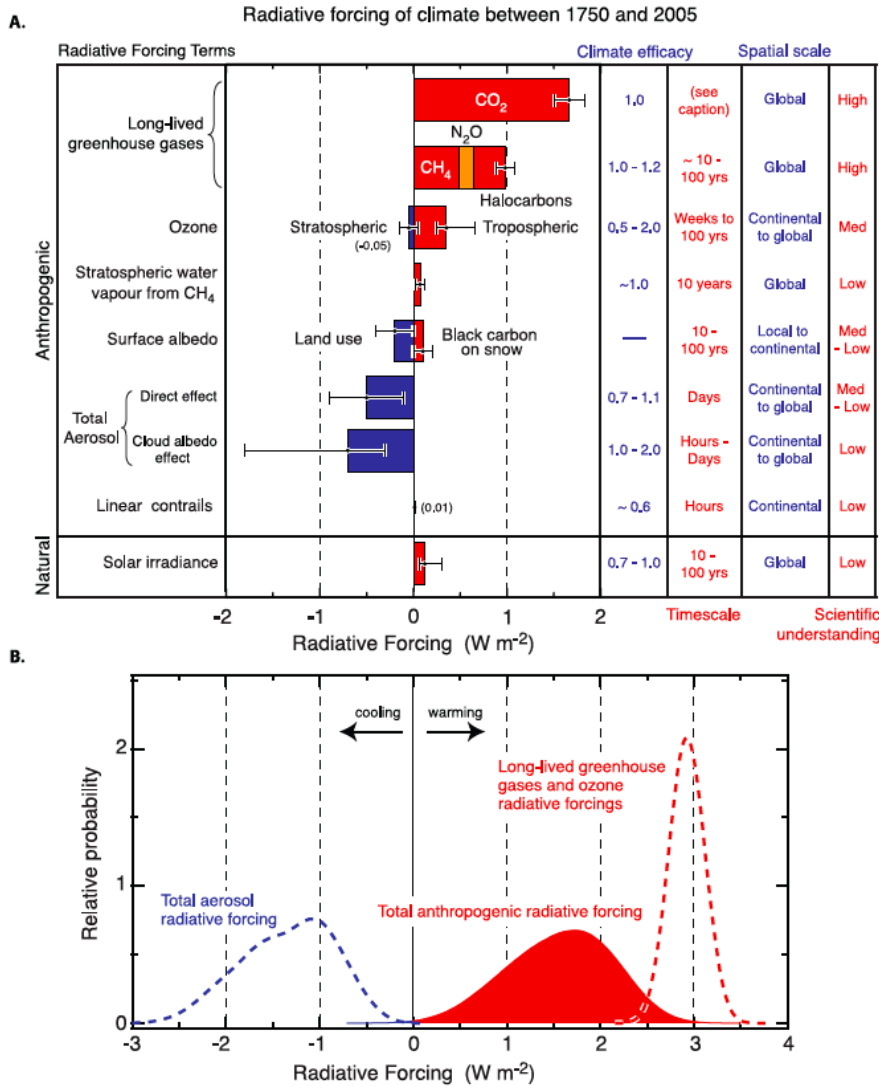 Radiative forcing of climate between 1750 and 2005
A.
Radiative Forcing Terms
Climate efficacy
Spatial scale
Anthropogenic
Long-lived
greenhouse gases
CO2
1.0
(see
caption)
Global
High
N2O
CH4
Halocarbons
1.0 - 1.2
~ 10 -
100 yrs
Global
High
Ozone
Stratospheric
(-0.05)
Tropospheric
0.5 - 2.0
Weeks to
100 yrs
Continental
to global
Med
Stratospheric water
vapour from CH4
~1.0
10 years
Global
Low
Surface albedo
Land use
Black carbon
on snow
—
10 -
100 yrs
Local to
continental
Med
- Low
Total
Aerosol
Direct effect
0.7 - 1.1
Days
Continental
to global
Med
- Low
Cloud albedo
effect
1.0 - 2.0
Hours -
Days
Continental
to global
Low
Linear contrails
(0.01)
~ 0.6
Hours
Continental
Low
Natural
Solar irradiance
0.7 - 1.0
10 -
100 yrs
Global
Low
-2 -1 0 1 2
Timescale
Scientific
understanding
Radiative Forcing (W m-2)
B.
cooling
warming
Long-lived greenhouse
gases and ozone
radiative forcings
Total aerosol
radiative forcing
Total anthropogenic radiative forcing
Relative probability
2
1
0
-3 -2 -1 0 1 2 3 4
Radiative Forcing (W m-2)